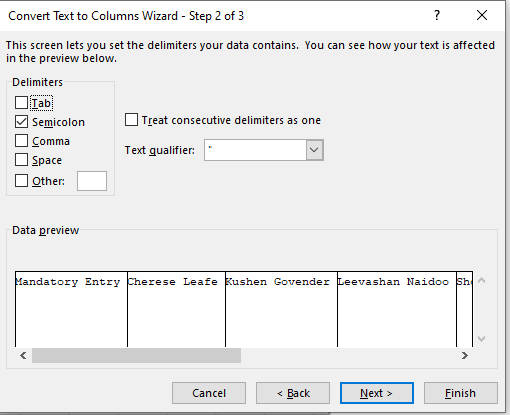 Convert Text to Columns Wizard - Step 2 of 3
?
This screen lets you set the delimiters your data contains. You can see how your text is affected
in the preview below.
Delimiters
Tab
Semicolon
Comma
Space
Other:
Treat consecutive delimiters as one
Text qualifier:
"
Data preview
Mandatory Entry Cherese Leafe Kushen Govender Leevashan Naidoo
Cancel
< Back
Next >
Finish